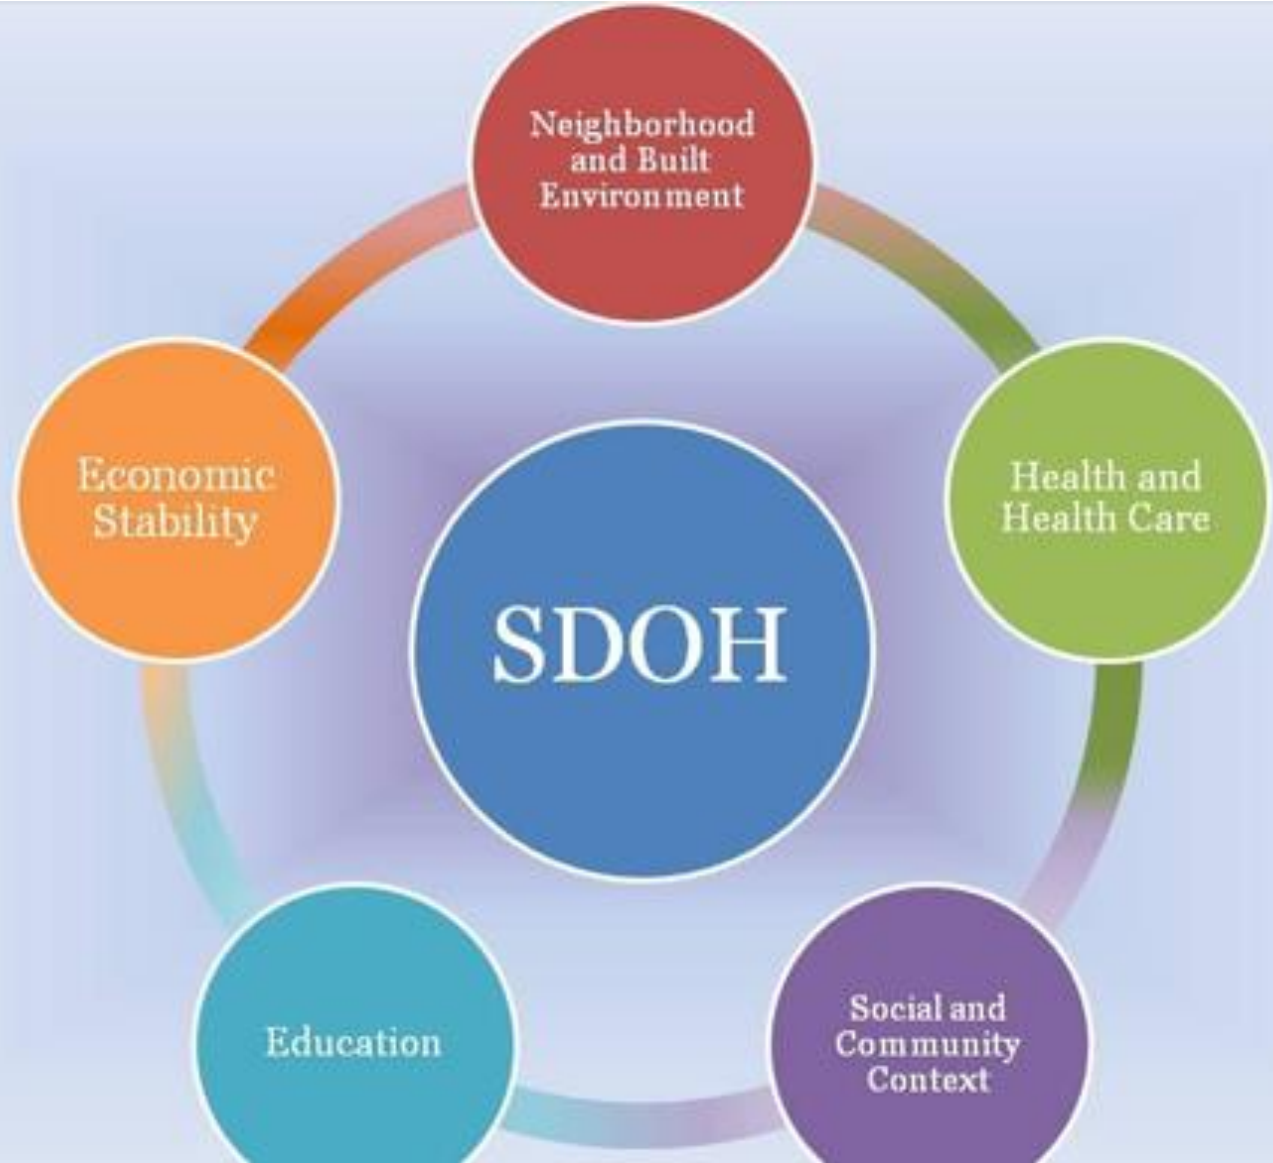 Neighborhood
and Built
Environment
Economic
Stability
Health and
Health Care
SDOH
Education
Social and
Community
Context